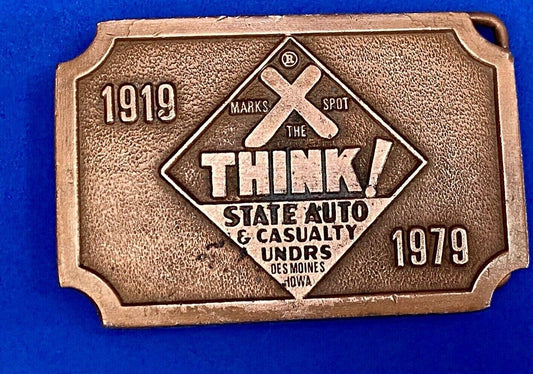 ®
X
MARKS SPOT
THE
THINK!
1919
STATE AUTO
& CASUALTY
UNDRS
DES MOINES
IOWA
1979